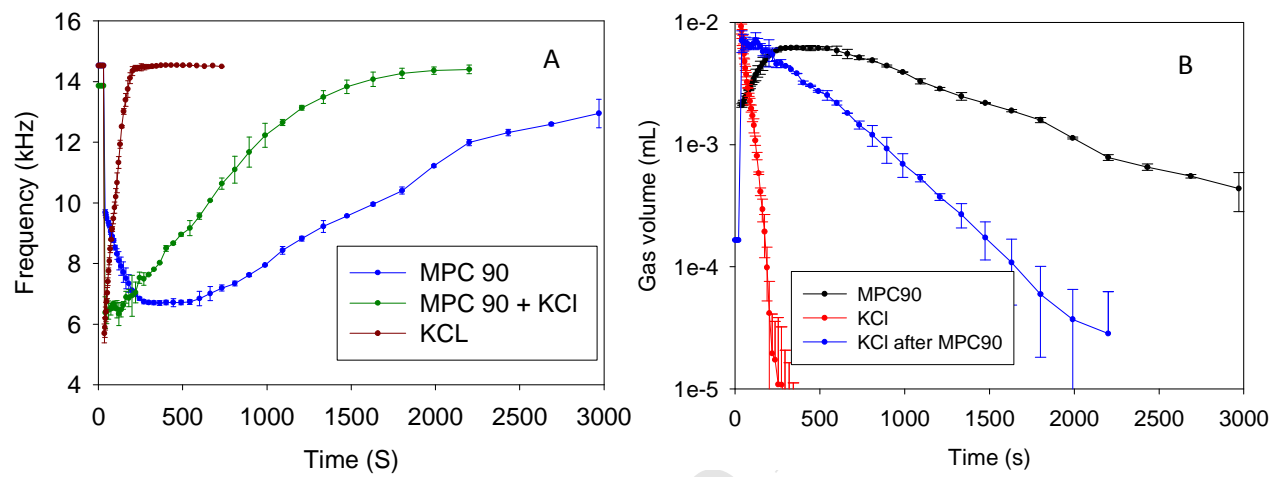 16
14
12
10
8
6
4
Frequency (kHz)
A
MPC 90
MPC 90 + KCl
KCL
0
500
1000
1500
2000
2500
3000
Time (S)
1e-2
1e-3
1e-4
1e-5
Gas volume (mL)
B
MPC90
KCl
KCl after MPC90
0
500
1000
1500
2000
2500
3000
Time (s)